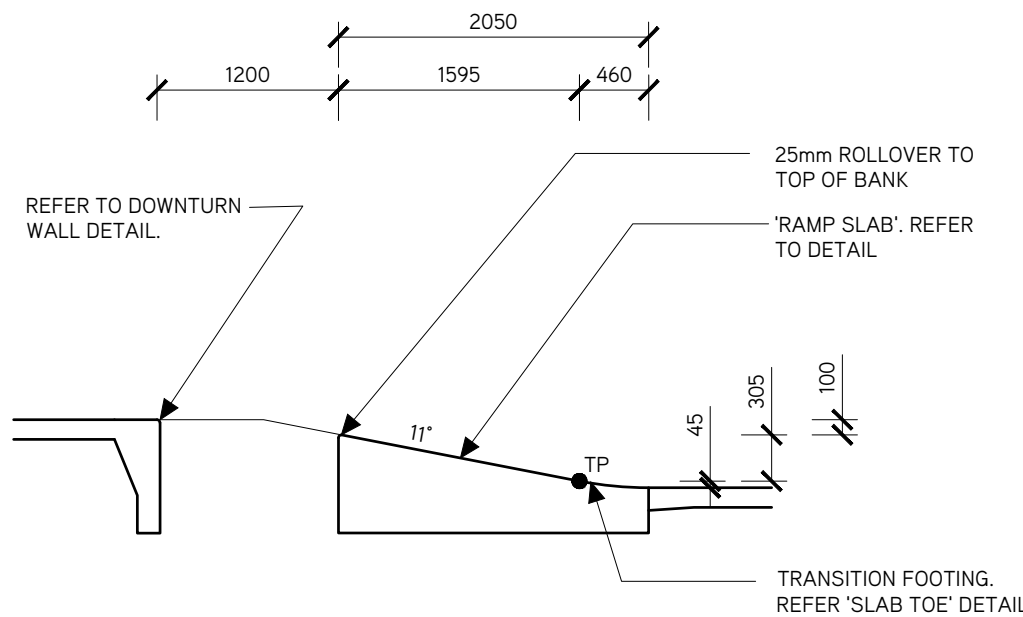 2050
1200
1595
460
25mm ROLLOVER TO
TOP OF BANK
REFER TO DOWNTURN
WALL DETAIL.
'RAMP SLAB'. REFER
TO DETAIL
45
305
100
11°
TP
TRANSITION FOOTING.
REFER 'SLAB TOE' DETAIL